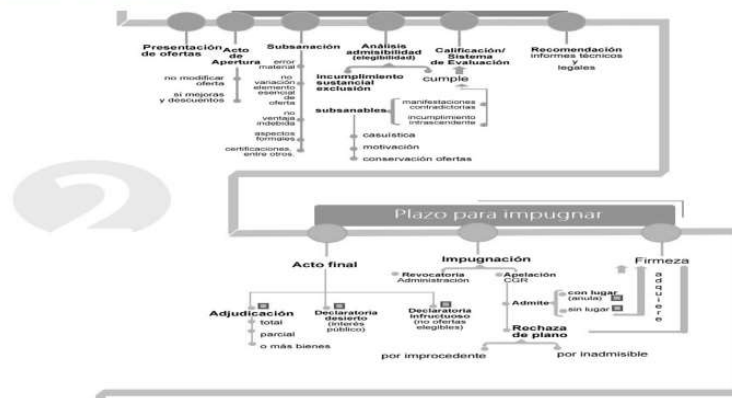 Presentación
de ofertas
no modificar
oferta
Acto
de
Apertura
si mejoras
y descuentos
Subsanación
error
material
no
variación
elemento
esencial
de
oferta
no
ventaja
indebida
aspectos
formales
certificaciones,
entre otros.
Análisis
admisibilidad
(elegibilidad)
incumplimiento
sustancial
exclusión
subsanables
casuística
motivación
conservación ofertas
Calificación/
Sistema
de Evaluación
cumple
manifestaciones
contradictorias
incumplimiento
intrascendente
Recomendación
informes técnicos
y
legales
2
Plazo para impugnar
Acto final
Adjudicación
total
parcial
o más bienes
Declaratoria
desierto
(interés
público)
Declaratoria
infructuoso
(no ofertas
elegibles)
Impugnación
Revocatoria
Administración
Apelación
CGR
Admite
con lugar
(anula)
sin lugar
Rechaza
de plano
por improcedente
por inadmisible
Firmeza
adquiere